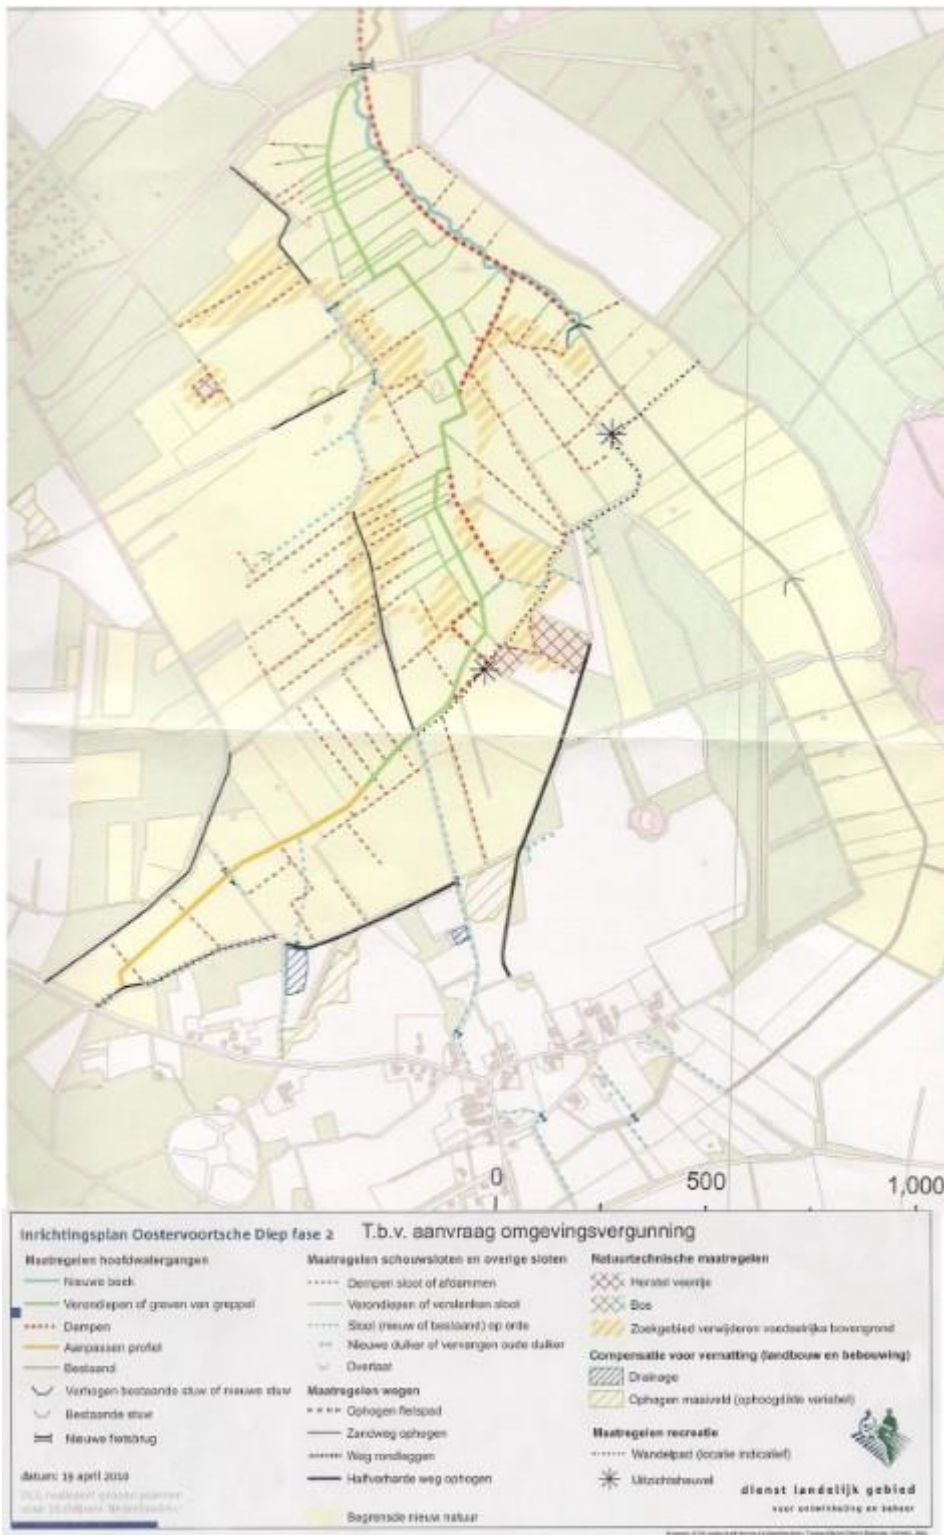 0 500 1,000
Inrichtingsplan Oostervoortsche Diep fase 2 T.b.v. aanvraag omgevingsvergunning
Maatregelen hoofdwatergangen
Nieuwe beek
Verondiepen of graven van greppel
Dempen
Aanpassen profiel
Bestaand
Verhogen bestaande stuw of nieuwe stuw
Bestaande stuw
Nieuwe fietsbrug
datum: 19 april 2010
Maatregelen schouwsloten en overige sloten
Dempen sloot of afdammen
Verondiepen of verslenken sloot
Sloot (nieuw of bestaand) op orde
Nieuwe duiker of vervangen oude duiker
Overlaat
Maatregelen wegen
Ophogen fietspad
Zandweg ophogen
Weg rondleggen
Halfverharde weg ophogen
Begrensde nieuw natuur
Natuurtechnische maatregelen
Herstel veentje
Bos
Zoekgebied verwijderen voedselrijke bovengrond
Compensatie voor vernatting (landbouw en bebouwing)
Drainage
Ophogen maaiveld (ophoogdikte variabel)
Maatregelen recreatie
Wandelpad (locatie indicatief)
Uitzichtsheuvel
dienst landelijk gebied
voor ontwikkeling en beheer